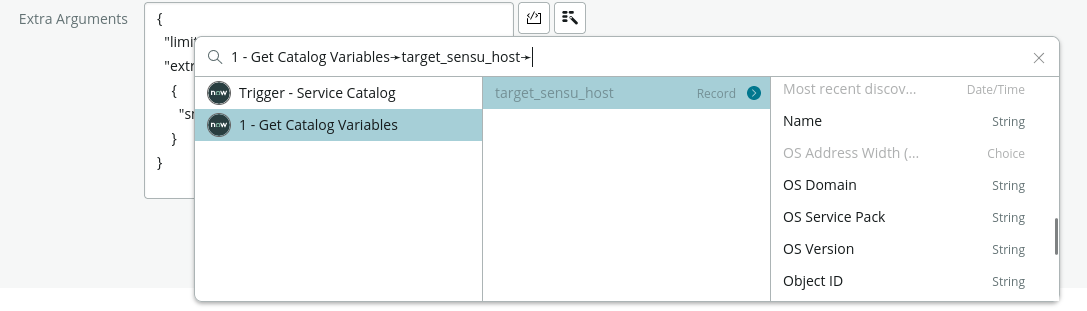 Extra Arguments
{
"limi
1 - Get Catalog Variables→target_sensu_host→
"extr
now Trigger - Service Catalog
target_sensu_host Record
Most recent discov... Date/Time
{
"sr
now 1 - Get Catalog Variables
Name String
}
OS Address Width (... Choice
}
OS Domain String
OS Service Pack String
OS Version String
Object ID String